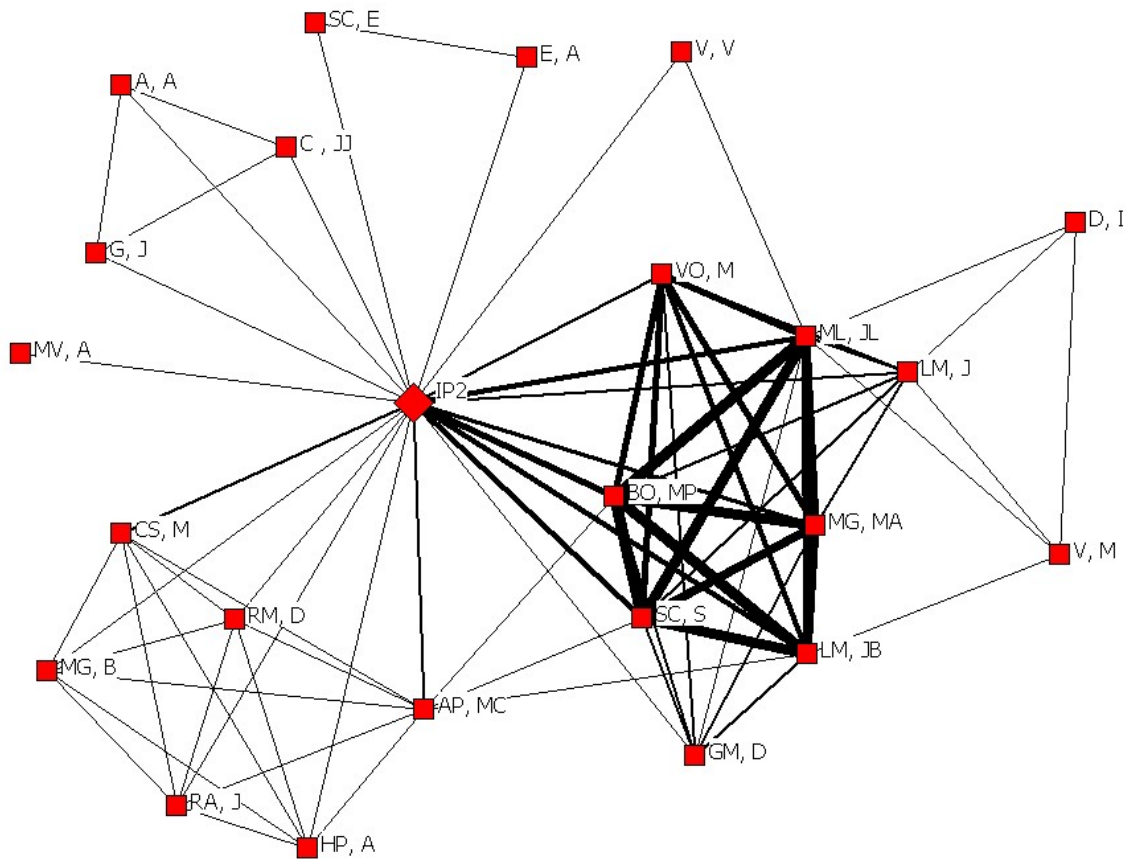 SC, E
E, A
V, V
A, A
C , JJ
D, I
G, J
VO, M
ML, JL
MV, A
LM, J
IP2
BO, MP
MG, MA
CS, M
V, M
RM, D
SC, S
LM, JB
MG, B
AP, MC
GM, D
RA, J
HP, A